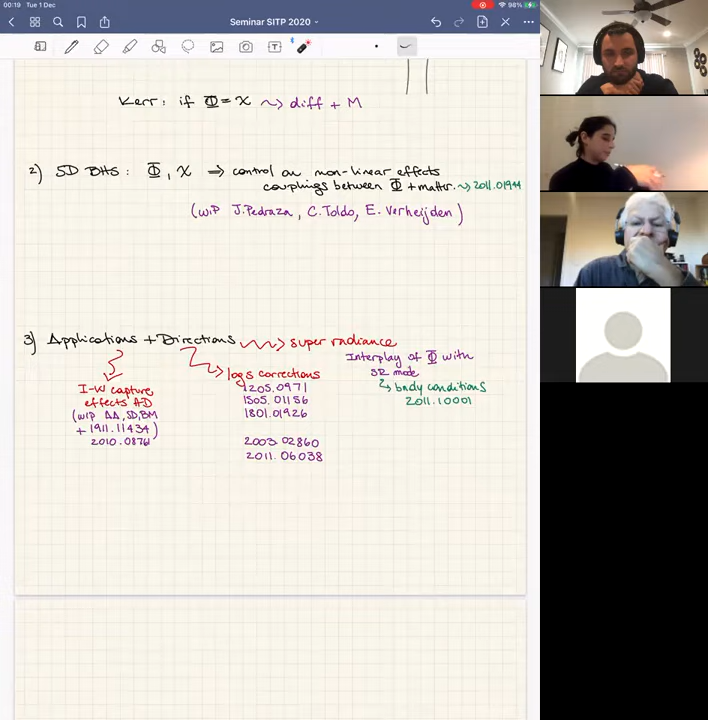 00:19 Tue 1 Dec
98%
Seminar SITP 2020
Kerr: if Φ = χ ⤳ diff + M
2) 5D BHS: Φ, χ ⇒ control on non-linear effects
couplings between Φ + matter. ⤳ 2011.01944
(WIP J.Pedraza, C.Toldo, E.Verheijden)
3) Applications + Directions ⤳ super radiance
Interplay of Φ with
SR mode
↳ bndy conditions
2011.10001
logs corrections
1205.0971
1505.01156
1801.01926
2003.02860
2011.06038
I-W capture
effects
(WIP AA, SD, BM
+ 1911.11434)
2010.08761